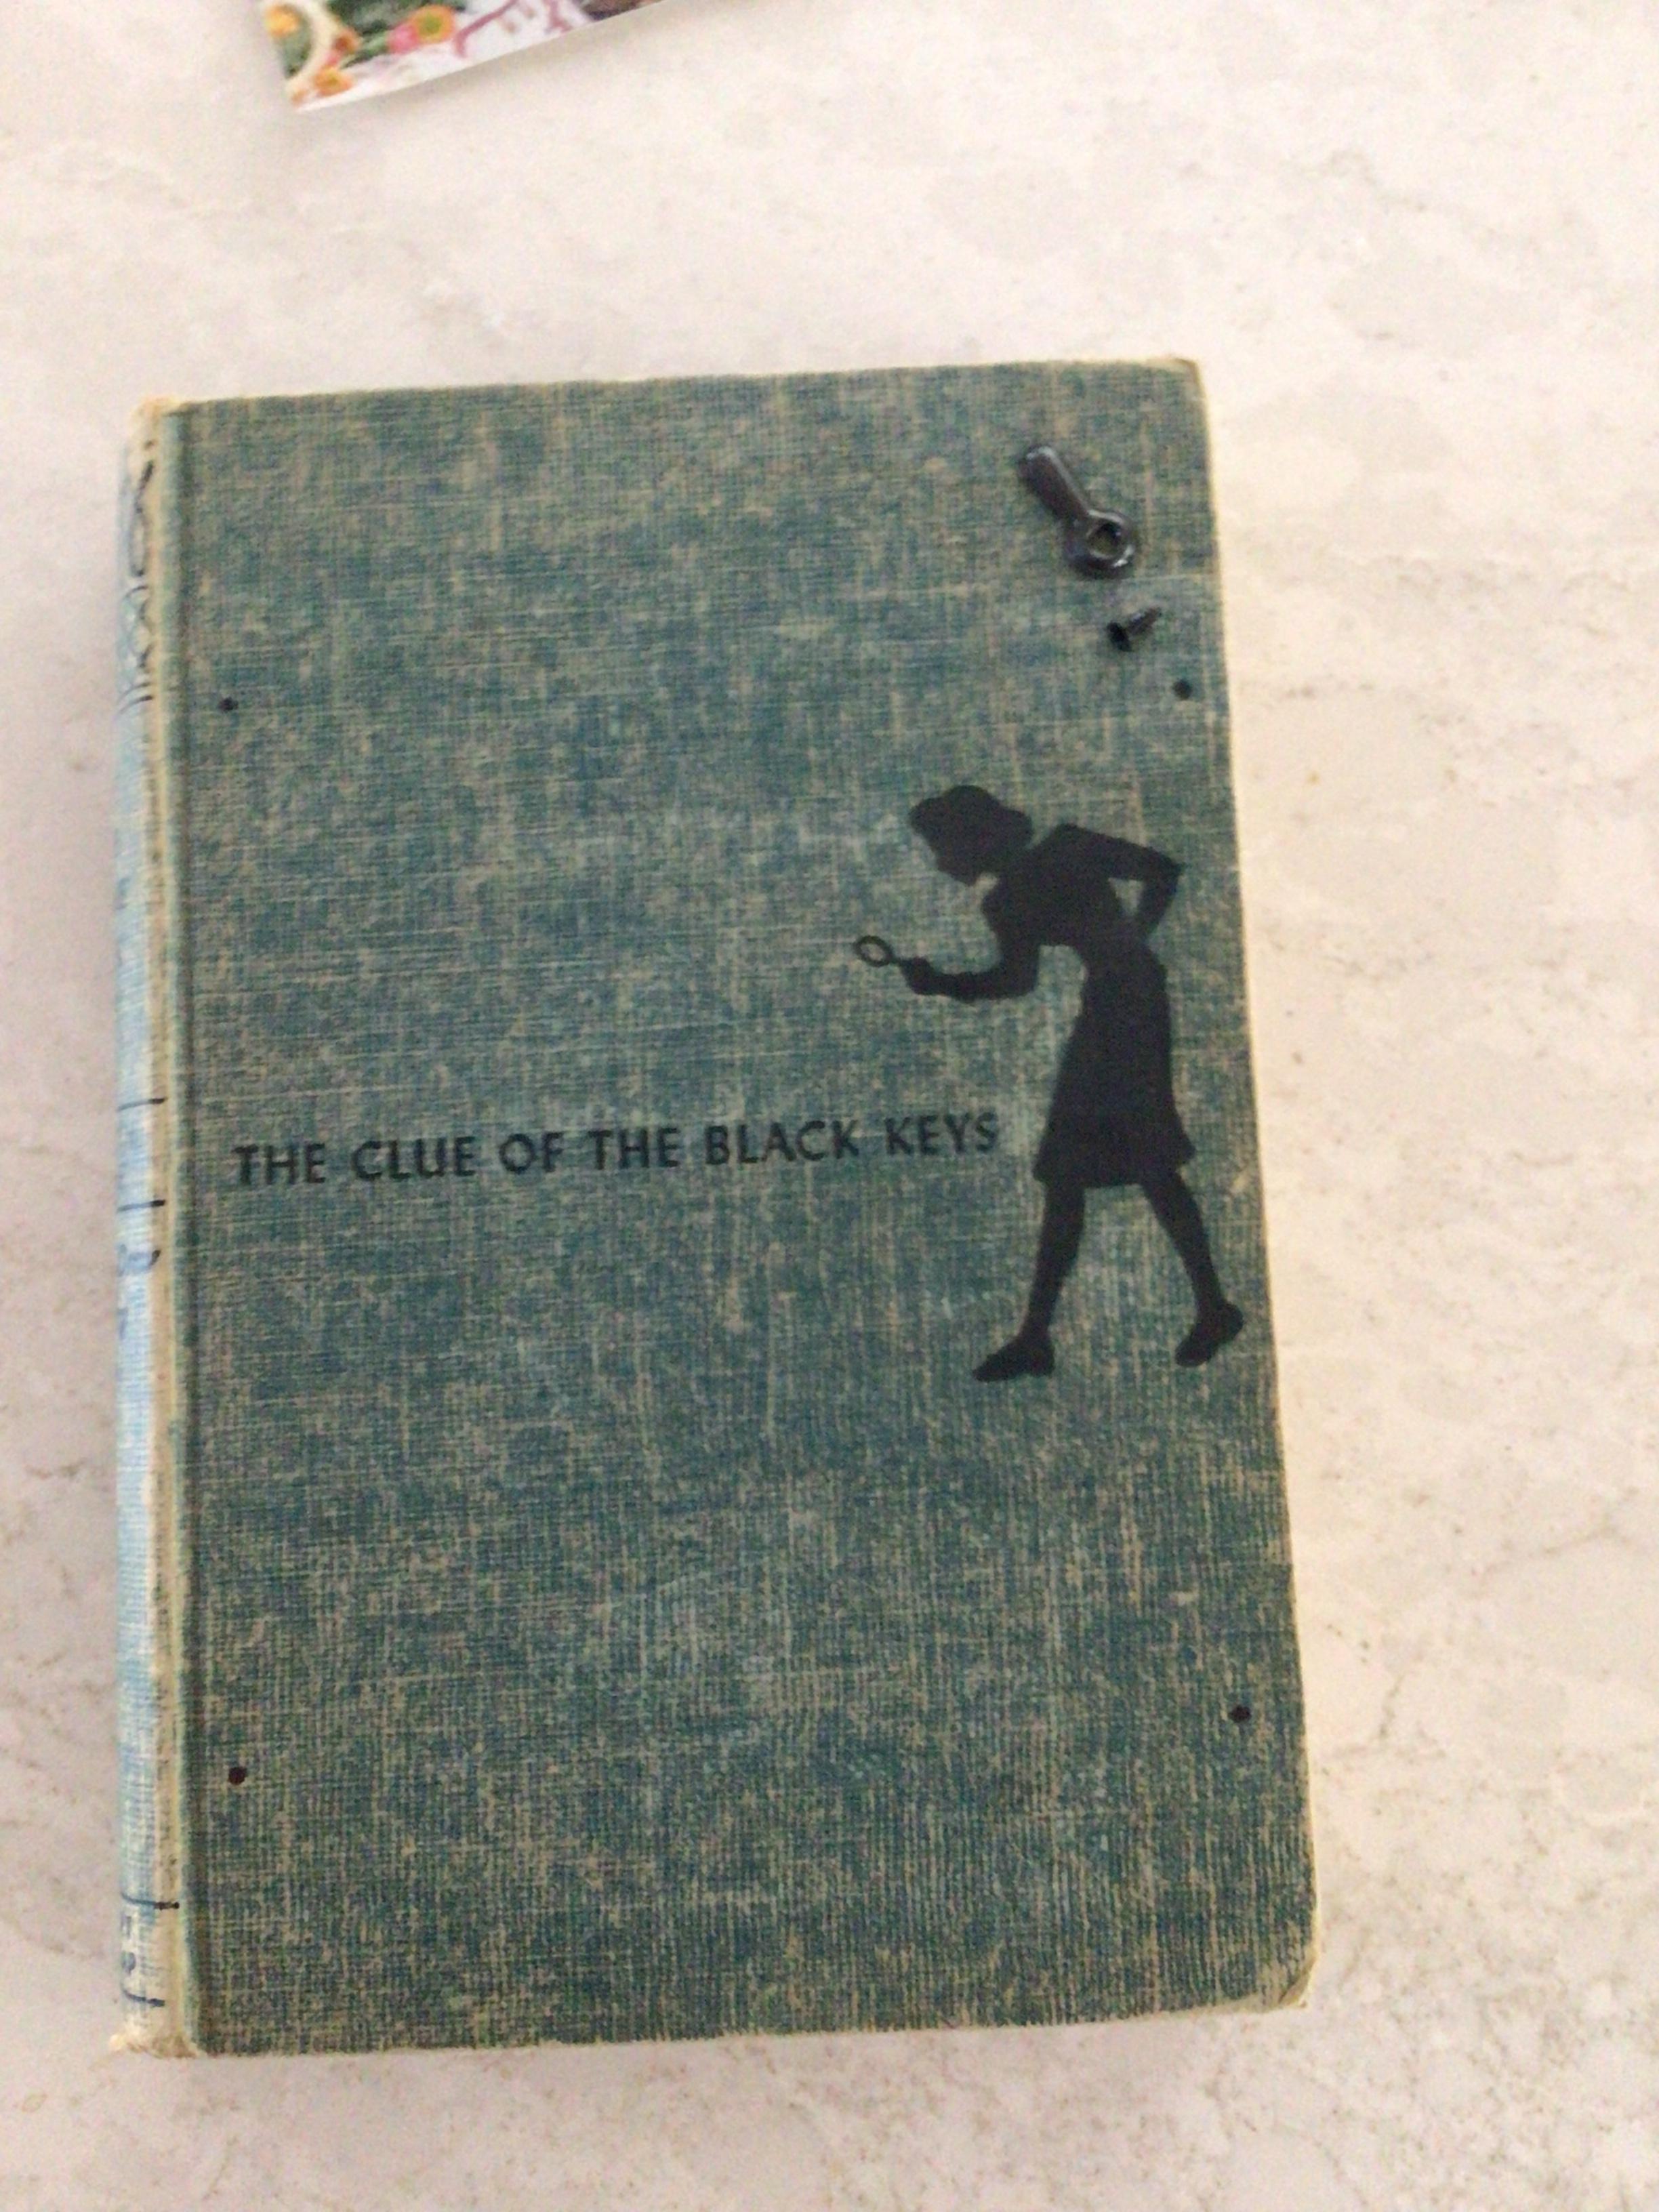 THE CLUE OF THE BLACK KEYS